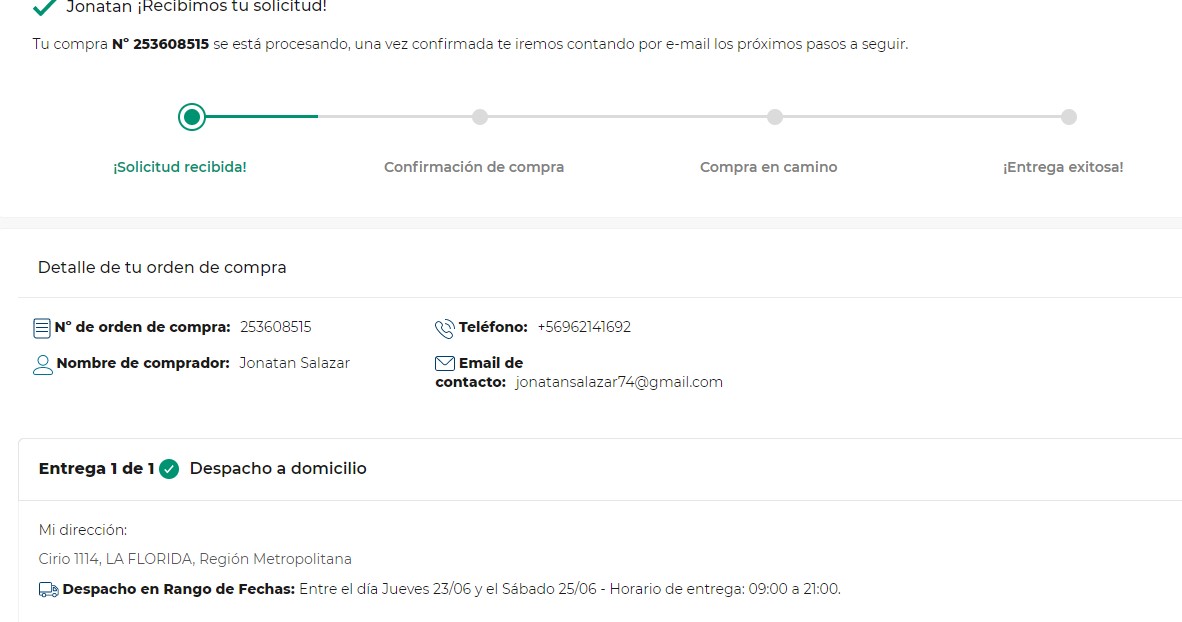 Jonatan ¡Recibimos tu solicitud!
Tu compra Nº 253608515 se está procesando, una vez confirmada te iremos contando por e-mail los próximos pasos a seguir.
¡Solicitud recibida!
Confirmación de compra
Compra en camino
¡Entrega exitosa!
Detalle de tu orden de compra
Nº de orden de compra: 253608515
Teléfono: +56962141692
Nombre de comprador: Jonatan Salazar
Email de
contacto: jonatansalazar74@gmail.com
Entrega 1 de 1 Despacho a domicilio
Mi dirección:
Cirio 1114, LA FLORIDA, Región Metropolitana
Despacho en Rango de Fechas: Entre el día Jueves 23/06 y el Sábado 25/06 - Horario de entrega: 09:00 a 21:00.